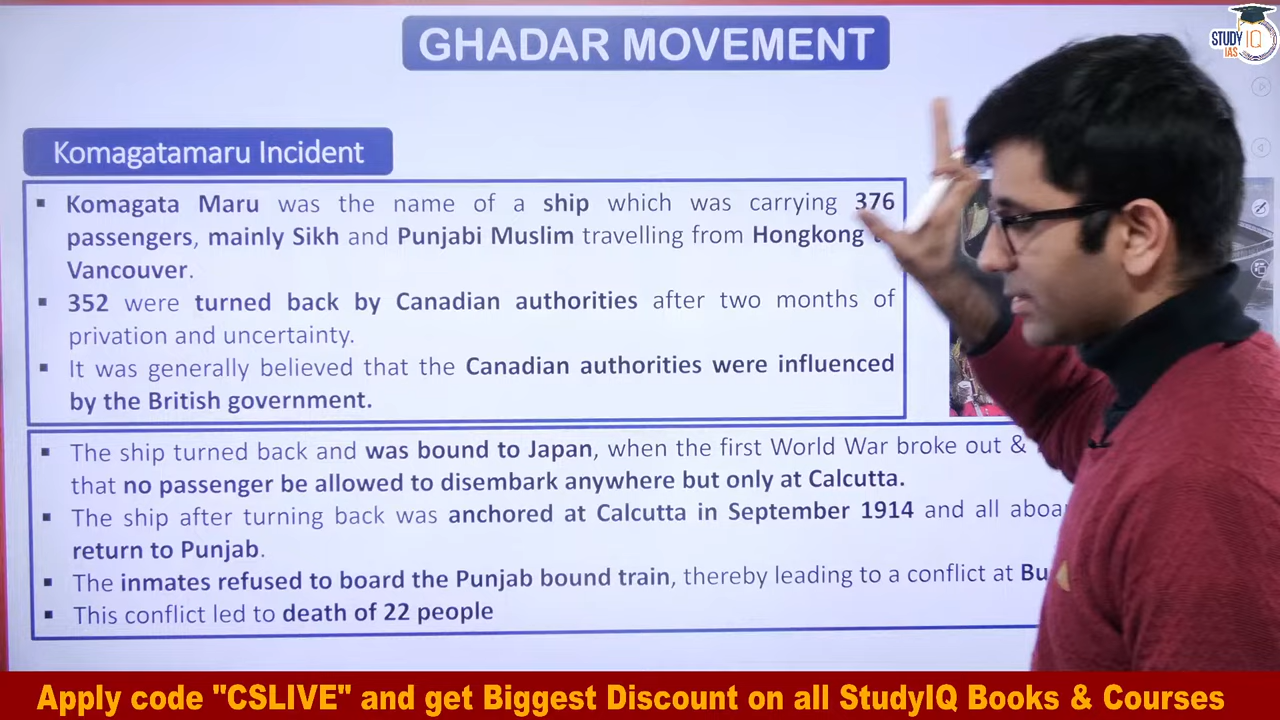 GHADAR MOVEMENT
STUDY IQ
IAS
Komagatamaru Incident
▪ Komagata Maru was the name of a ship which was carrying 376
passengers, mainly Sikh and Punjabi Muslim travelling from Hongkong
Vancouver.
▪ 352 were turned back by Canadian authorities after two months of
privation and uncertainty.
▪ It was generally believed that the Canadian authorities were influenced
by the British government.
▪ The ship turned back and was bound to Japan, when the first World War broke out &
that no passenger be allowed to disembark anywhere but only at Calcutta.
▪ The ship after turning back was anchored at Calcutta in September 1914 and all
return to Punjab.
▪ The inmates refused to board the Punjab bound train, thereby leading to a conflict at
▪ This conflict led to death of 22 people
Apply code "CSLIVE" and get Biggest Discount on all StudyIQ Books & Courses